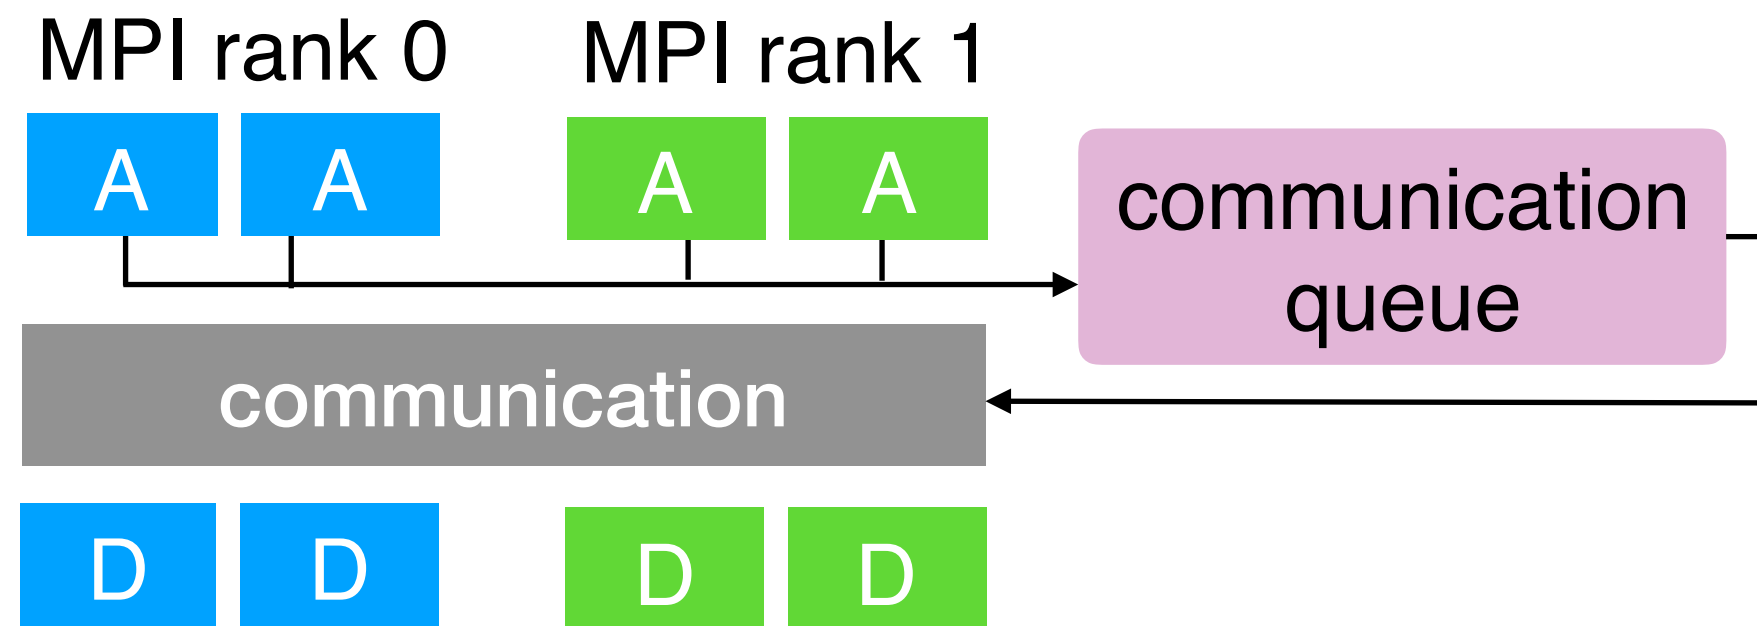 MPI rank 0
MPI rank 1
A
A
A
A
communication
queue
communication
D
D
D
D